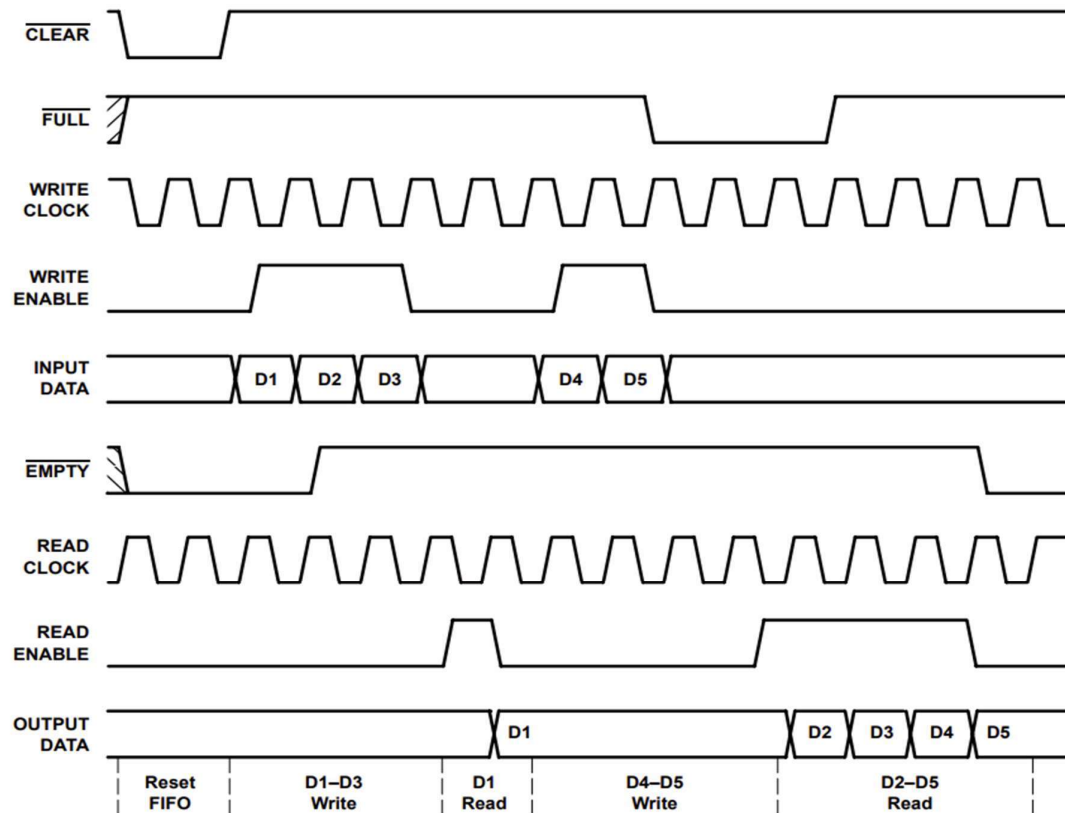 CLEAR
FULL
WRITE
CLOCK
WRITE
ENABLE
INPUT
DATA
D1 D2 D3 D4 D5
EMPTY
READ
CLOCK
READ
ENABLE
OUTPUT
DATA
D1 D2 D3 D4 D5
Reset
FIFO
D1–D3
Write
D1
Read
D4–D5
Write
D2–D5
Read